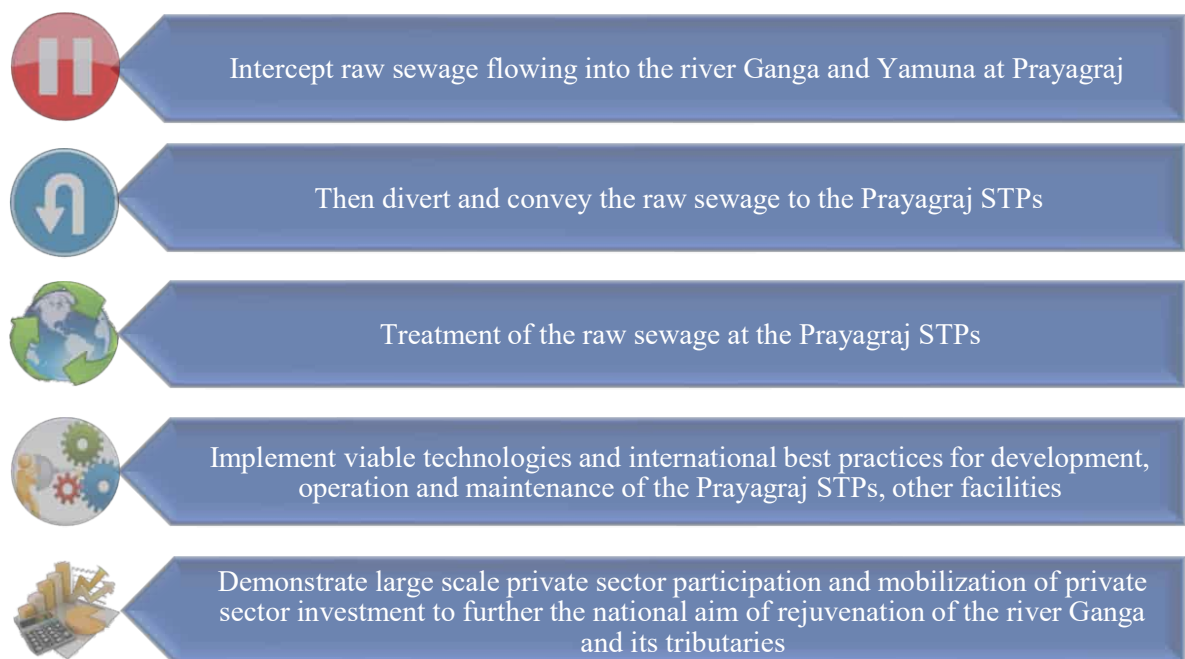 Intercept raw sewage flowing into the river Ganga and Yamuna at Prayagraj
Then divert and convey the raw sewage to the Prayagraj STPs
Treatment of the raw sewage at the Prayagraj STPs
Implement viable technologies and international best practices for development,
operation and maintenance of the Prayagraj STPs, other facilities
Demonstrate large scale private sector participation and mobilization of private
sector investment to further the national aim of rejuvenation of the river Ganga
and its tributaries